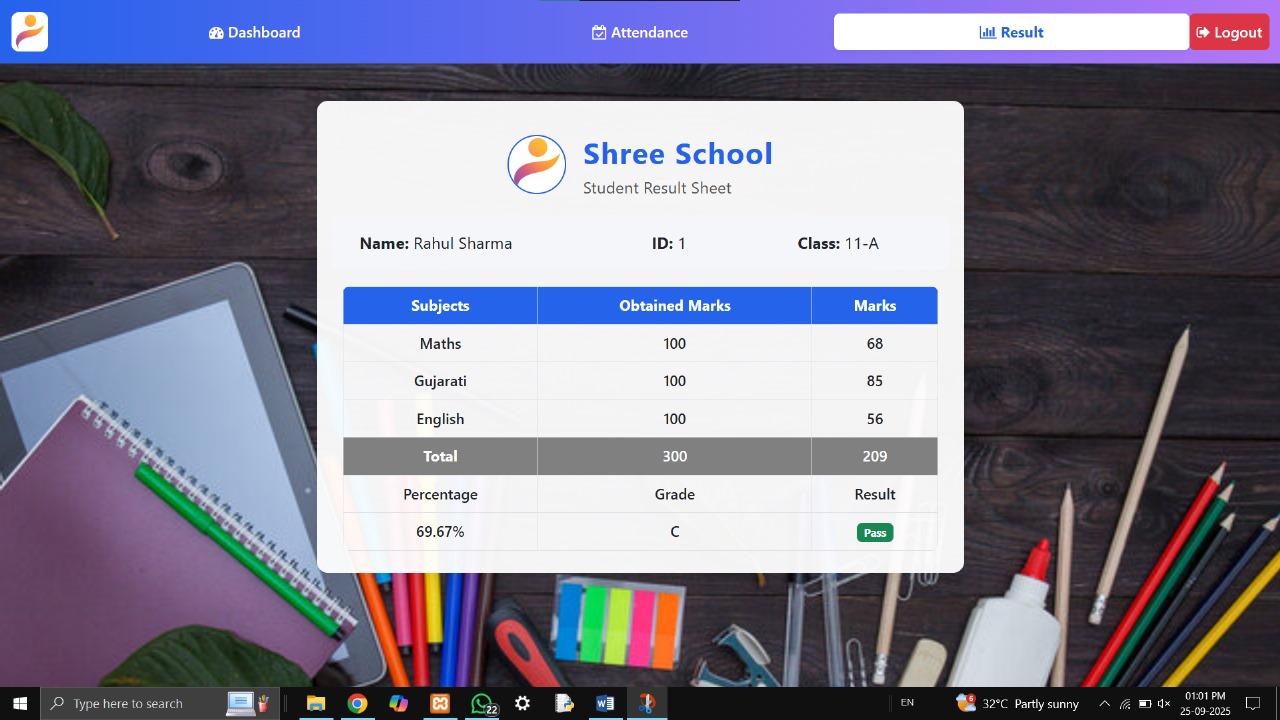 Dashboard Attendance Result Logout
Shree School
Student Result Sheet
Name: Rahul Sharma ID: 1 Class: 11-A
Subjects Obtained Marks Marks
Maths 100 68
Gujarati 100 85
English 100 56
Total 300 209
Percentage Grade Result
69.67% C Pass
Type here to search 22 EN 6 32°C Partly sunny 01:01 PM
25-09-2025